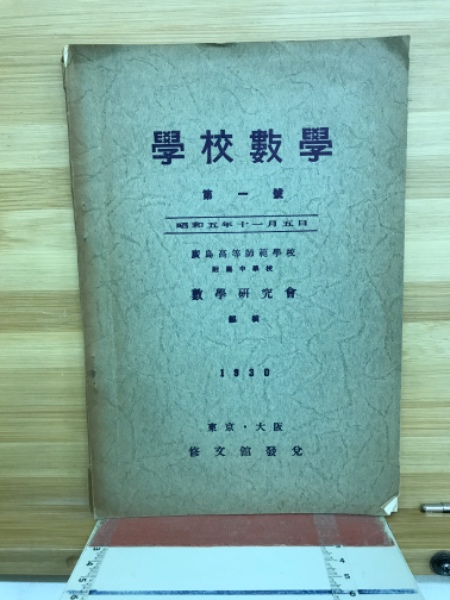 學校數學
第一號
昭和五年十一月五日
廣島高等師範學校
附屬中學校
數學研究會
編纂
1930
東京・大阪
修文館發兌